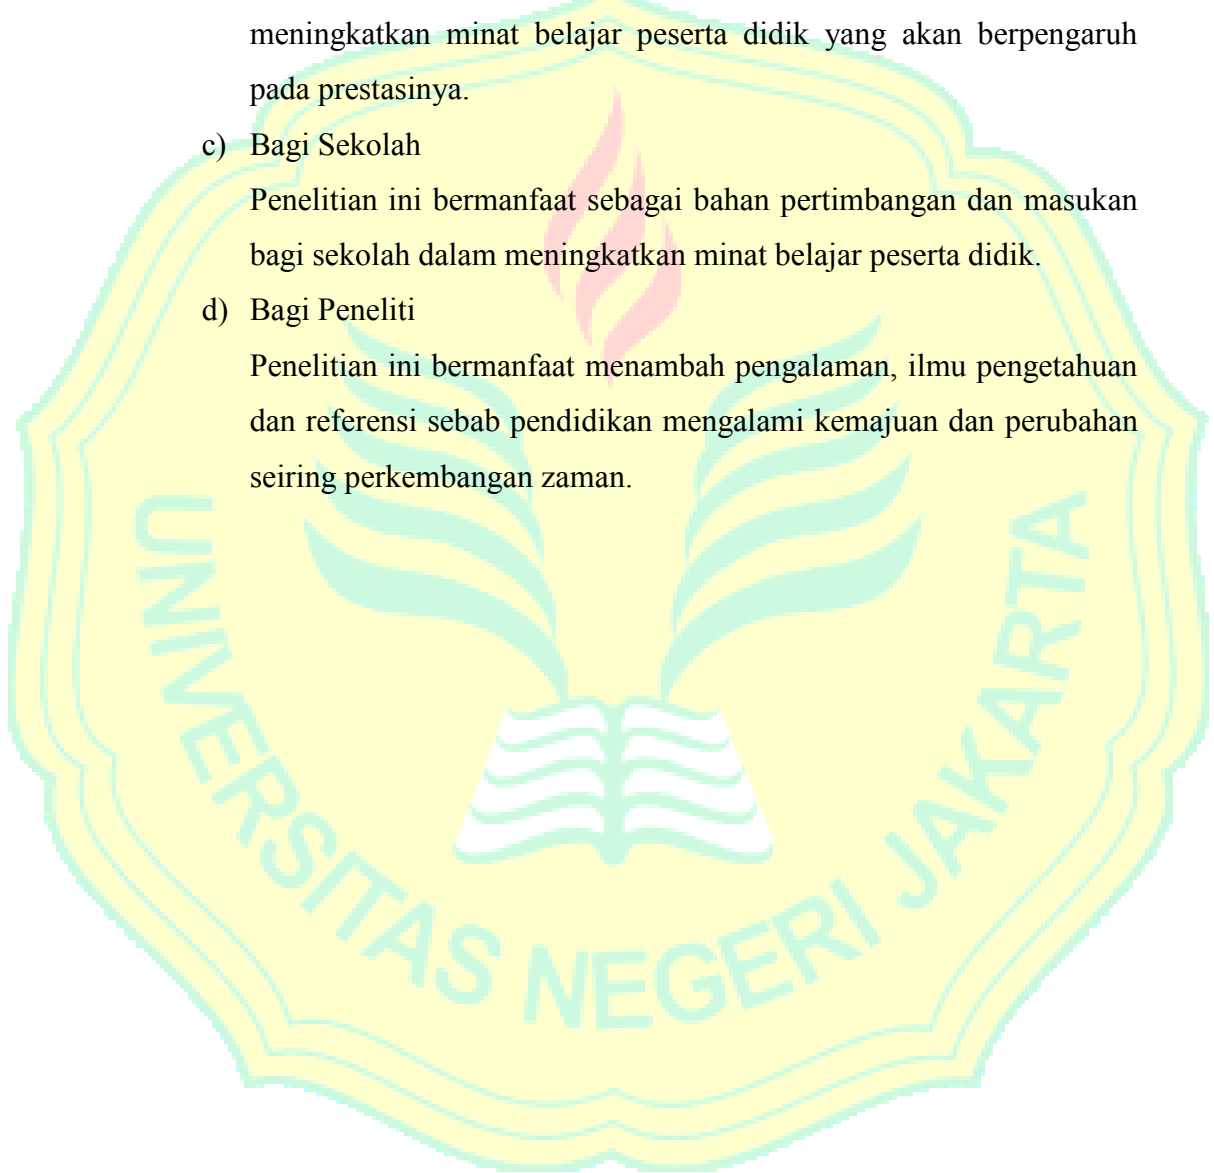 meningkatkan minat belajar peserta didik yang akan berpengaruh
pada prestasinya.
c) Bagi Sekolah
Penelitian ini bermanfaat sebagai bahan pertimbangan dan masukan
bagi sekolah dalam meningkatkan minat belajar peserta didik.
d) Bagi Peneliti
Penelitian ini bermanfaat menambah pengalaman, ilmu pengetahuan
dan referensi sebab pendidikan mengalami kemajuan dan perubahan
seiring perkembangan zaman.
UNIVERSITAS NEGERI JAKARTA